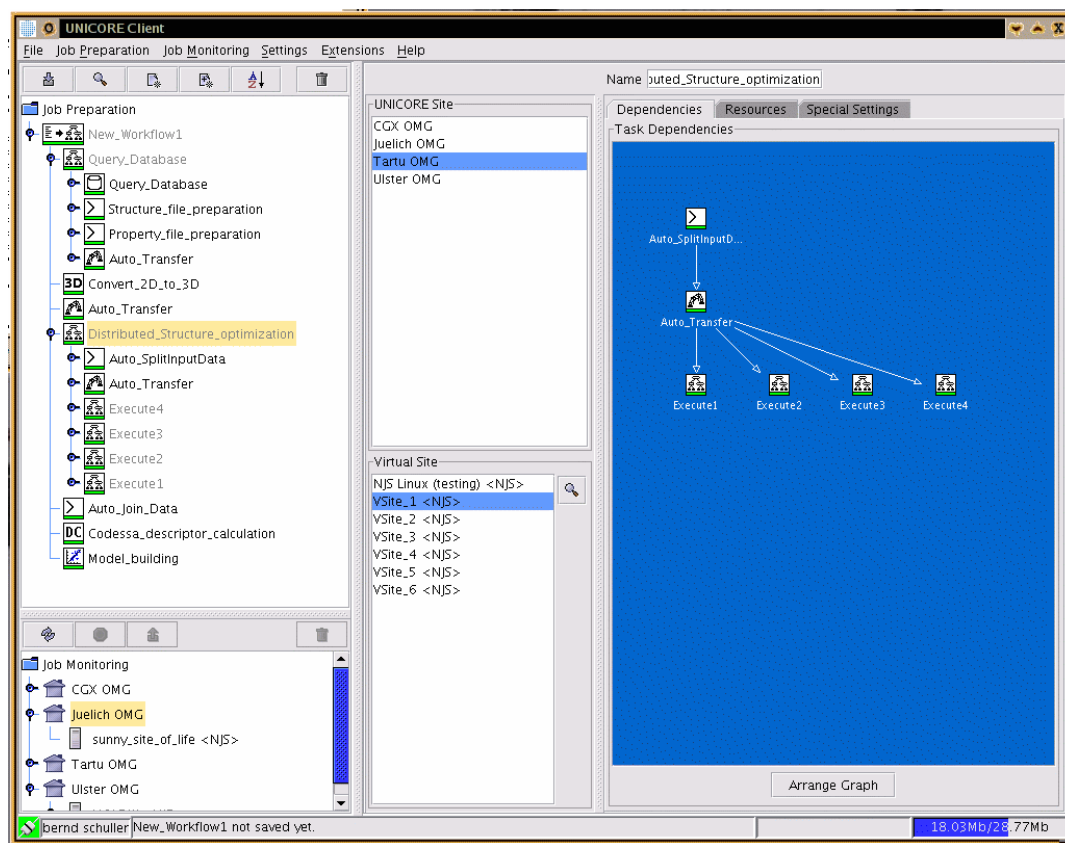 UNICORE Client
File Job Preparation Job Monitoring Settings Extensions Help
Job Preparation
New_Workflow1
Query_Database
Query_Database
Structure_file_preparation
Property_file_preparation
Auto_Transfer
3D Convert_2D_to_3D
Auto_Transfer
Distributed_Structure_optimization
Auto_SplitInputData
Auto_Transfer
Execute4
Execute3
Execute2
Execute1
Auto_Join_Data
DC Codessa_descriptor_calculation
Model_building
Job Monitoring
CGX OMG
Juelich OMG
sunny_site_of_life <NJS>
Tartu OMG
Ulster OMG
UNICORE Site
CGX OMG
Juelich OMG
Tartu OMG
Ulster OMG
Virtual Site
NJS Linux (testing) <NJS>
VSite_1 <NJS>
VSite_2 <NJS>
VSite_3 <NJS>
VSite_4 <NJS>
VSite_5 <NJS>
VSite_6 <NJS>
Name buted_Structure_optimization
Dependencies Resources Special Settings
Task Dependencies
Auto_SplitInputD...
Auto_Transfer
Execute1 Execute2 Execute3 Execute4
Arrange Graph
bernd schuller New_Workflow1 not saved yet. 18.03Mb/28.77Mb